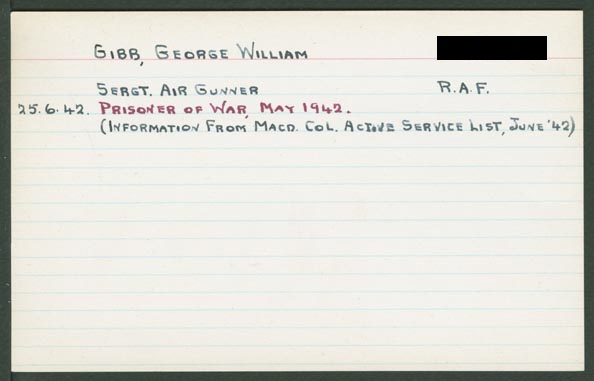 GIBB, GEORGE WILLIAM
SERGT. AIR GUNNER R.A.F.
25.6.42. PRISONER OF WAR, MAY 1942.
(INFORMATION FROM MACD. COL. ACTIVE SERVICE LIST, JUNE '42)